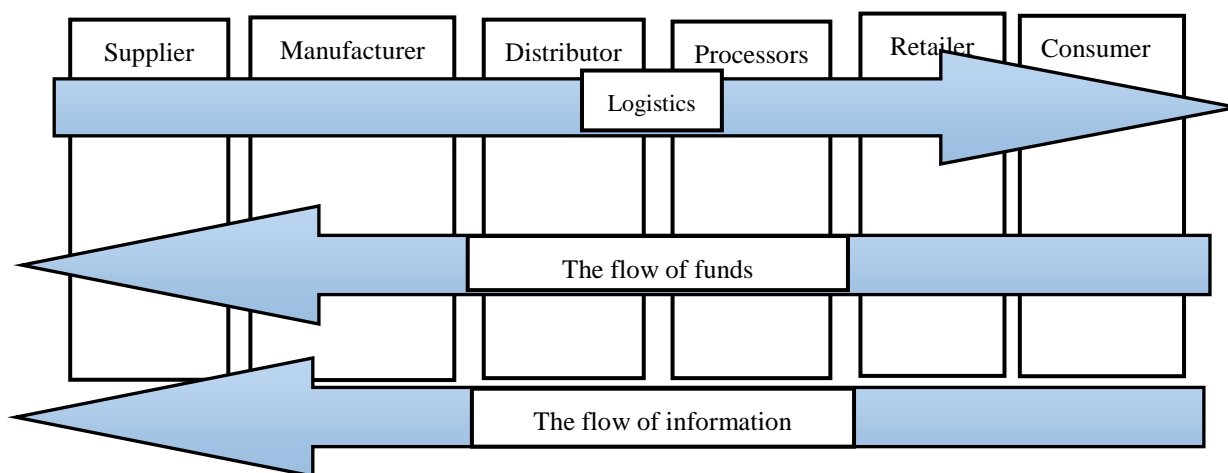 Supplier
Manufacturer
Distributor
Processors
Retailer
Consumer
Logistics
The flow of funds
The flow of information